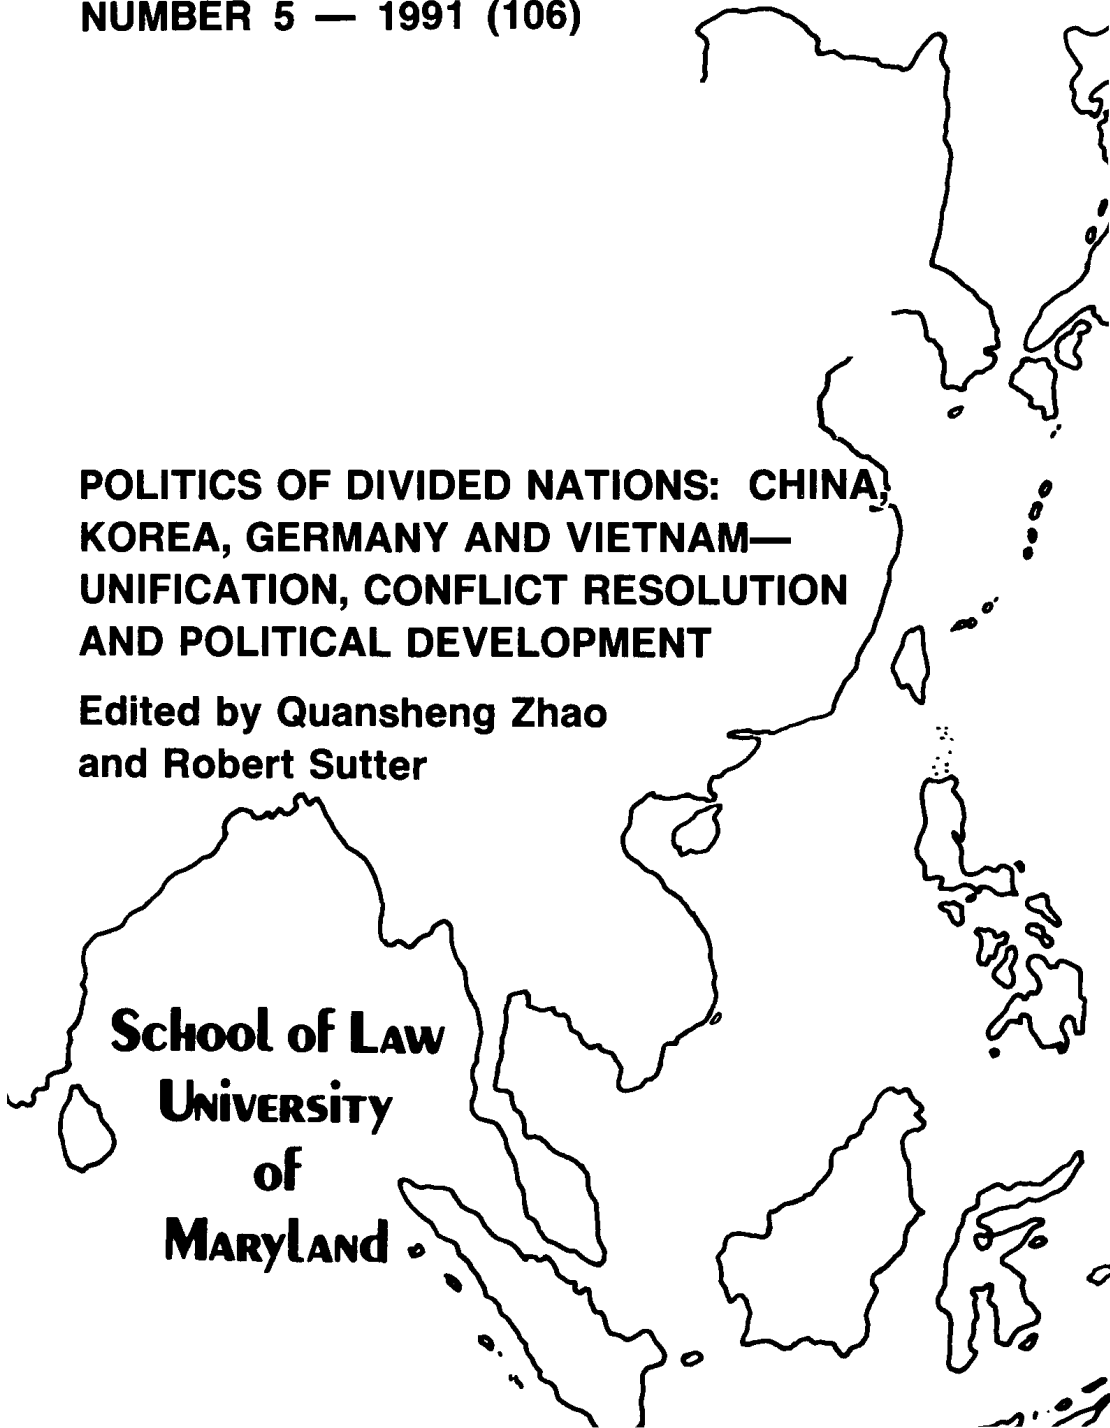 NUMBER 5 — 1991 (106)
POLITICS OF DIVIDED NATIONS: CHINA,
KOREA, GERMANY AND VIETNAM—
UNIFICATION, CONFLICT RESOLUTION
AND POLITICAL DEVELOPMENT
Edited by Quansheng Zhao
and Robert Sutter
School of Law
University
of
Maryland